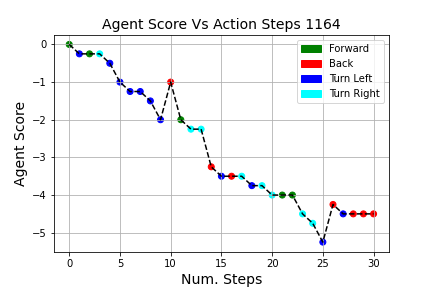 Agent Score Vs Action Steps 1164
Agent Score
0
−1
−2
−3
−4
−5
Forward
Back
Turn Left
Turn Right
0 5 10 15 20 25 30
Num. Steps